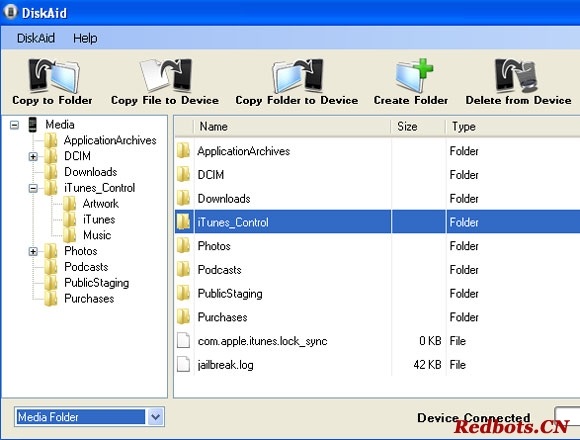 DiskAid
DiskAid Help
Copy to Folder Copy File to Device Copy Folder to Device Create Folder Delete from Device
Media
ApplicationArchives
DCIM
Downloads
iTunes_Control
Artwork
iTunes
Music
Photos
Podcasts
PublicStaging
Purchases
Name Size Type
ApplicationArchives Folder
DCIM Folder
Downloads Folder
iTunes_Control Folder
Photos Folder
Podcasts Folder
PublicStaging Folder
Purchases Folder
com.apple.itunes.lock_sync 0 KB File
jailbreak.log 42 KB File
Media Folder
Device Connected
Redbots.CN